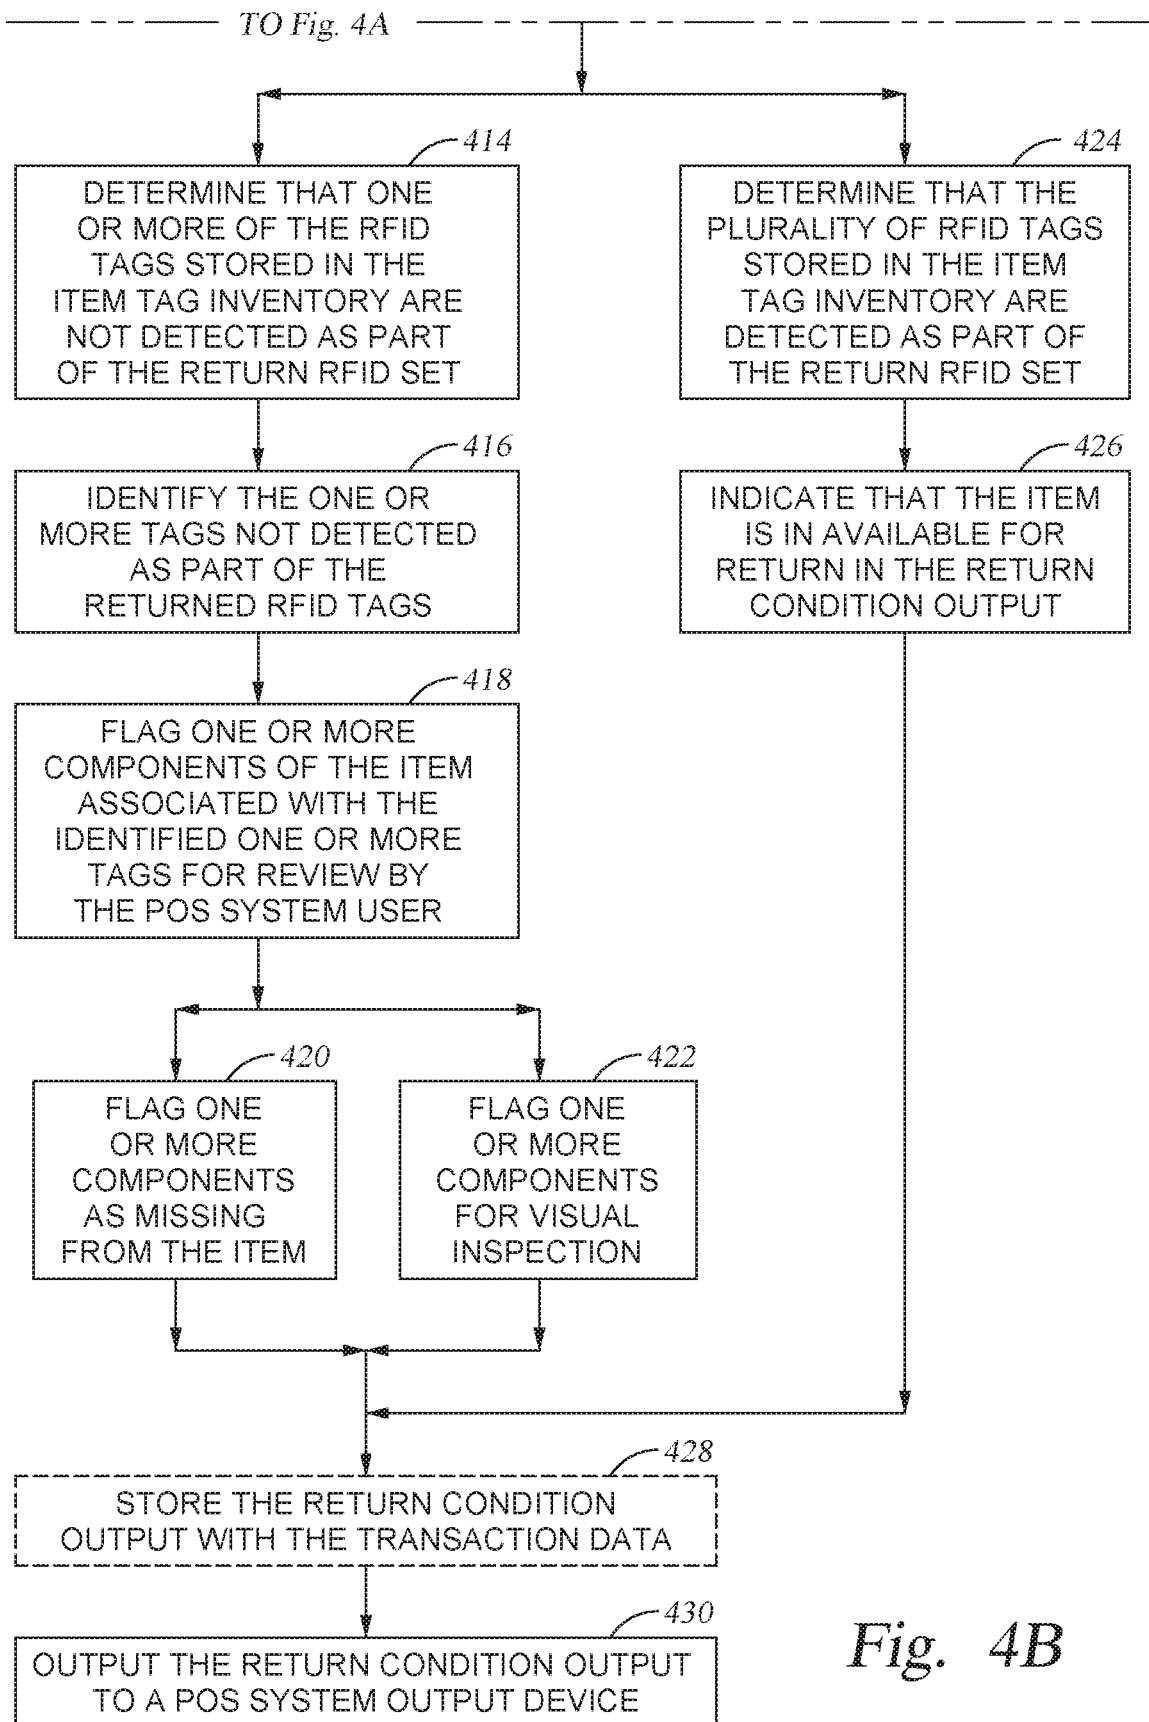 TO Fig. 4A
414
DETERMINE THAT ONE
OR MORE OF THE RFID
TAGS STORED IN THE
ITEM TAG INVENTORY ARE
NOT DETECTED AS PART
OF THE RETURN RFID SET
424
DETERMINE THAT THE
PLURALITY OF RFID TAGS
STORED IN THE ITEM
TAG INVENTORY ARE
DETECTED AS PART OF
THE RETURN RFID SET
416
IDENTIFY THE ONE OR
MORE TAGS NOT DETECTED
AS PART OF THE
RETURNED RFID TAGS
426
INDICATE THAT THE ITEM
IS IN AVAILABLE FOR
RETURN IN THE RETURN
CONDITION OUTPUT
418
FLAG ONE OR MORE
COMPONENTS OF THE ITEM
ASSOCIATED WITH THE
IDENTIFIED ONE OR MORE
TAGS FOR REVIEW BY
THE POS SYSTEM USER
420
FLAG ONE
OR MORE
COMPONENTS
AS MISSING
FROM THE ITEM
422
FLAG ONE
OR MORE
COMPONENTS
FOR VISUAL
INSPECTION
428
STORE THE RETURN CONDITION
OUTPUT WITH THE TRANSACTION DATA
430
OUTPUT THE RETURN CONDITION OUTPUT
TO A POS SYSTEM OUTPUT DEVICE
Fig. 4B